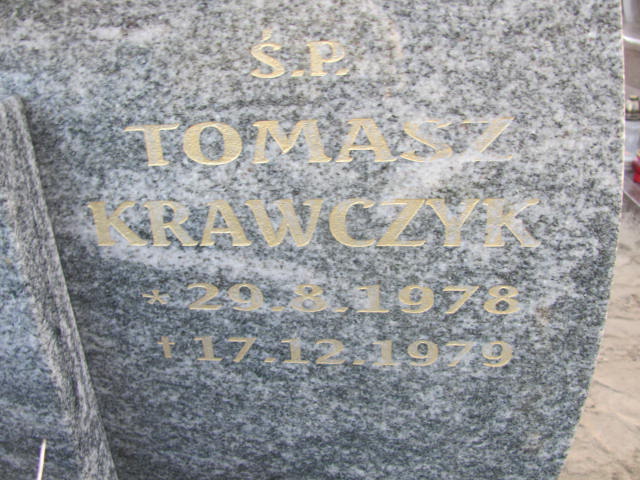 Ś.P.
TOMASZ
KRAWCZYK
* 29.8.1978
† 17.12.1979